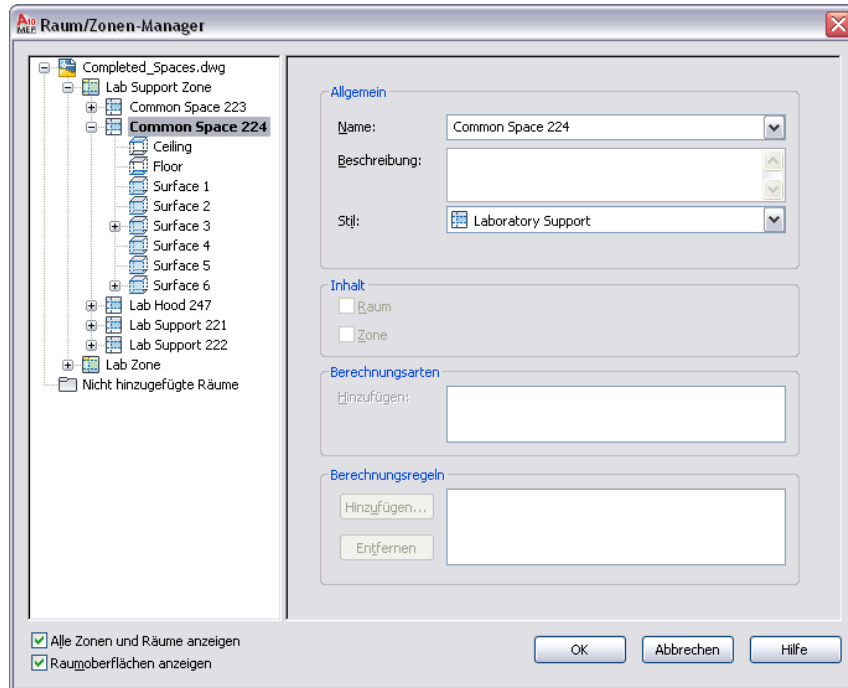 A10 MEP Raum/Zonen-Manager
Completed_Spaces.dwg
Lab Support Zone
Common Space 223
Common Space 224
Ceiling
Floor
Surface 1
Surface 2
Surface 3
Surface 4
Surface 5
Surface 6
Lab Hood 247
Lab Support 221
Lab Support 222
Lab Zone
Nicht hinzugefügte Räume
Allgemein
Name: Common Space 224
Beschreibung:
Stil: Laboratory Support
Inhalt
Raum
Zone
Berechnungsarten
Hinzufügen:
Berechnungsregeln
Hinzufügen...
Entfernen
Alle Zonen und Räume anzeigen
Raumoberflächen anzeigen
OK Abbrechen Hilfe